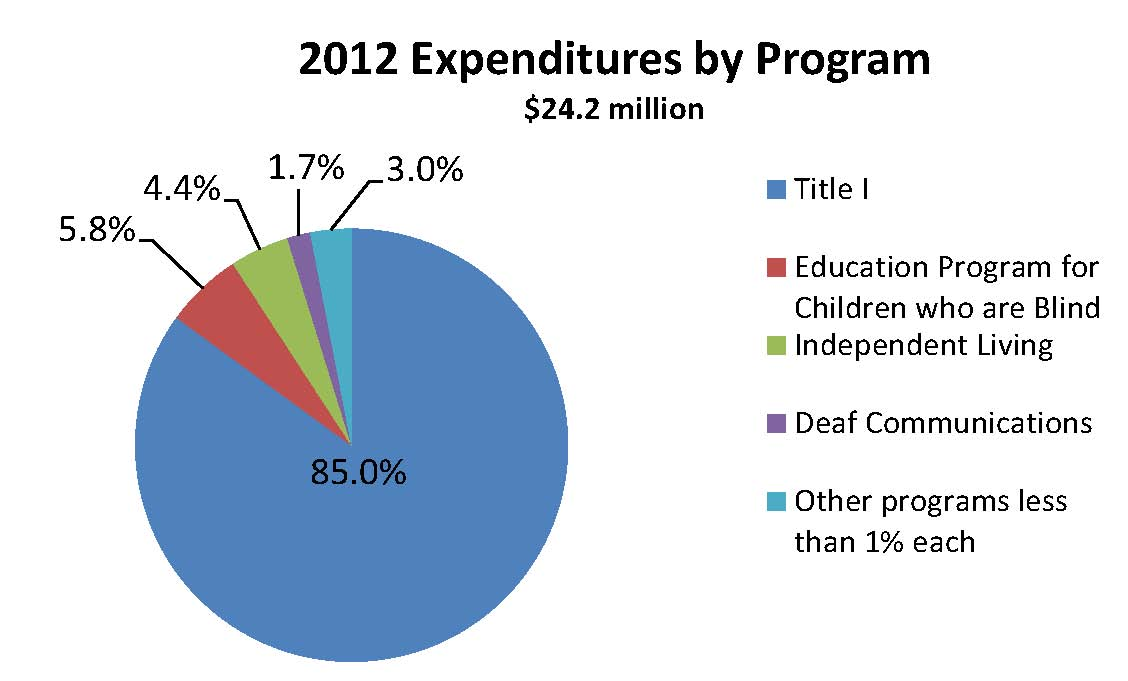 2012 Expenditures by Program
$24.2 million
1.7%
3.0%
4.4%
5.8%
85.0%
Title I
Education Program for
Children who are Blind
Independent Living
Deaf Communications
Other programs less
than 1% each